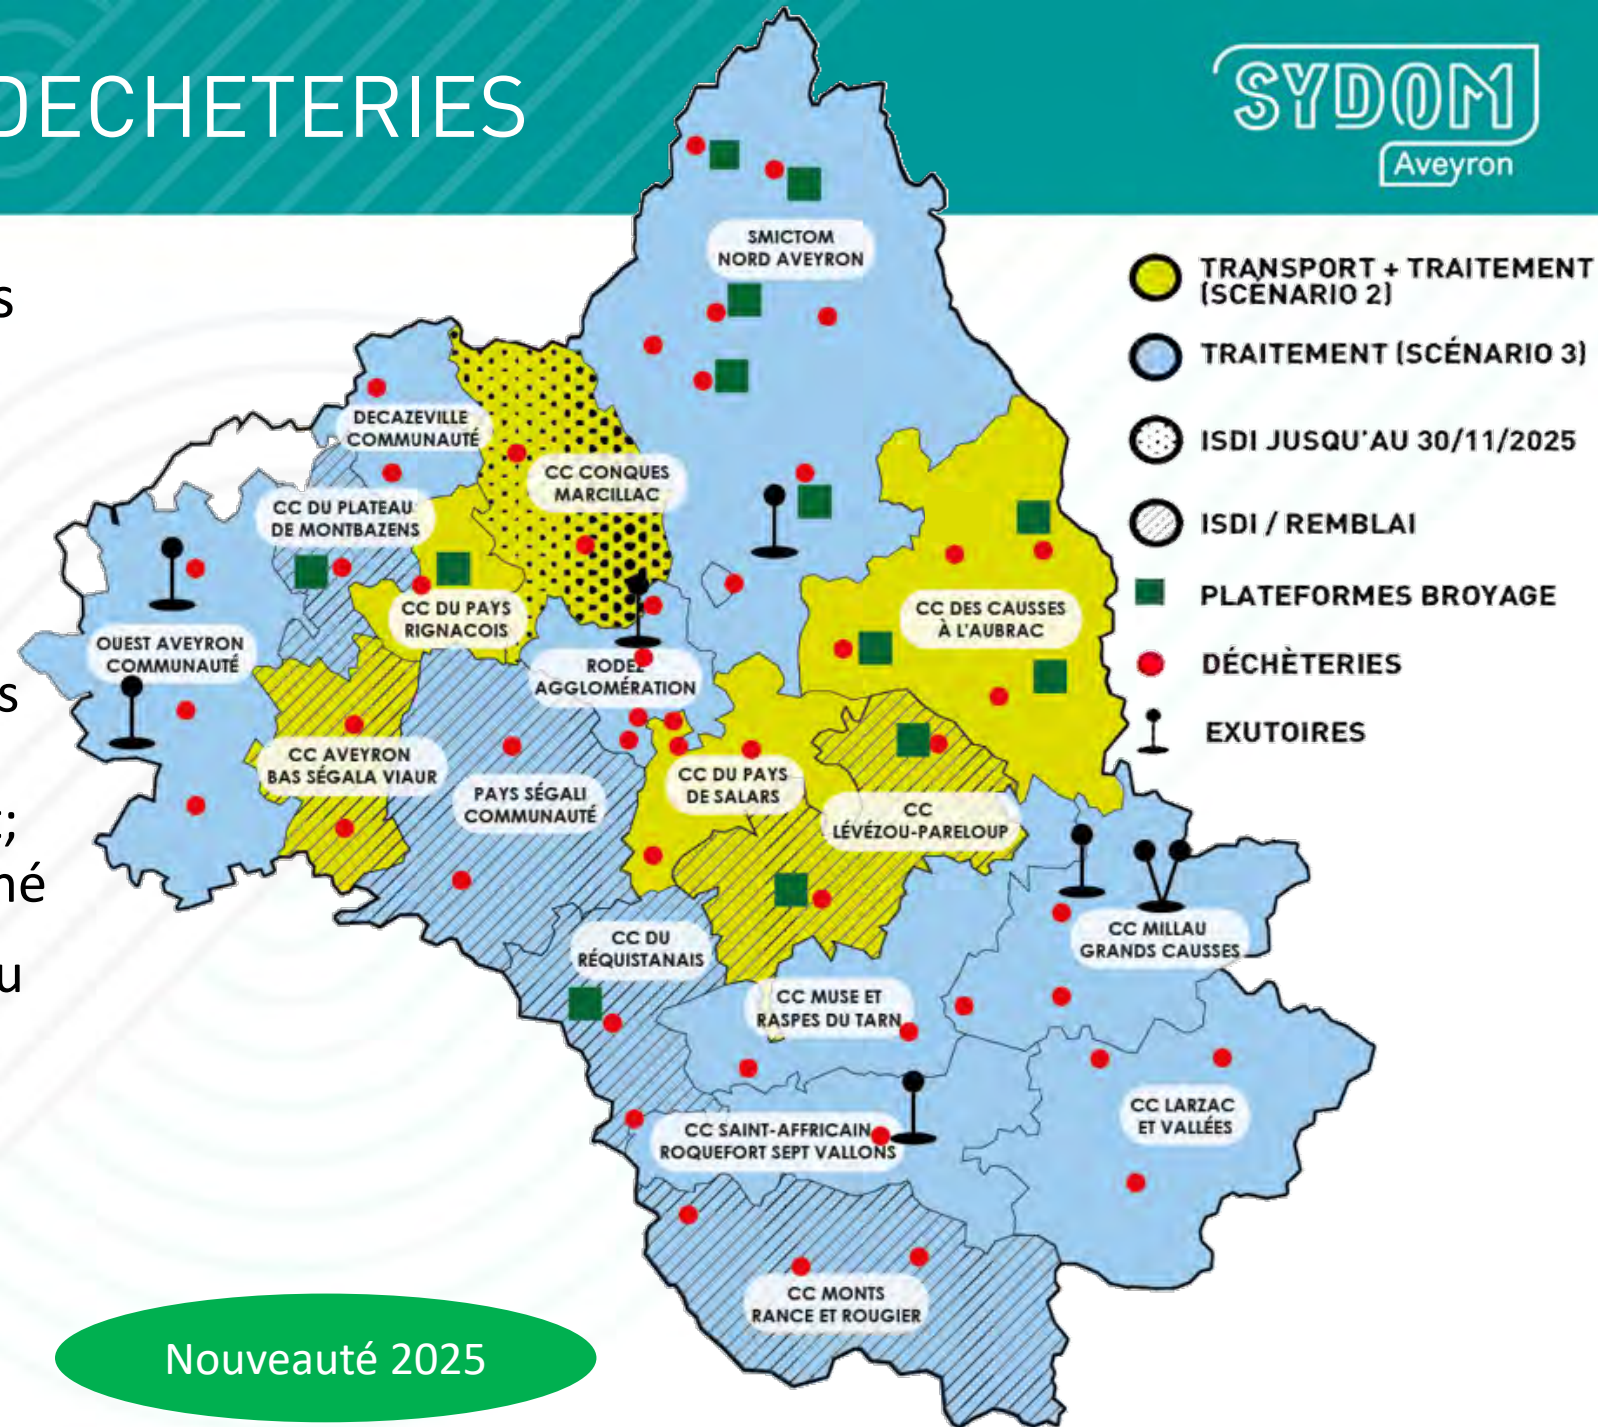 DECHETERIES
SYDOM
Aveyron
s
s
;
né
u
SMICTOM
NORD AVEYRON
DECAZEVILLE
COMMUNAUTÉ
CC CONQUES
MARCILLAC
CC DU PLATEAU
DE MONTBAZENS
CC DU PAYS
RIGNACOIS
CC DES CAUSSES
À L'AUBRAC
OUEST AVEYRON
COMMUNAUTÉ
RODEZ
AGGLOMÉRATION
CC AVEYRON
BAS SÉGALA VIAUR
PAYS SÉGALI
COMMUNAUTÉ
CC DU PAYS
DE SALARS
CC
LÉVÉZOU-PARELOUP
CC DU
RÉQUISTANAIS
CC MILLAU
GRANDS CAUSSES
CC MUSE ET
RASPES DU TARN
CC LARZAC
ET VALLÉES
CC SAINT-AFFRICAIN
ROQUEFORT SEPT VALLONS
CC MONTS
RANCE ET ROUGIER
TRANSPORT + TRAITEMENT
(SCÉNARIO 2)
TRAITEMENT (SCÉNARIO 3)
ISDI JUSQU'AU 30/11/2025
ISDI / REMBLAI
PLATEFORMES BROYAGE
DÉCHÈTERIES
EXUTOIRES
Nouveauté 2025